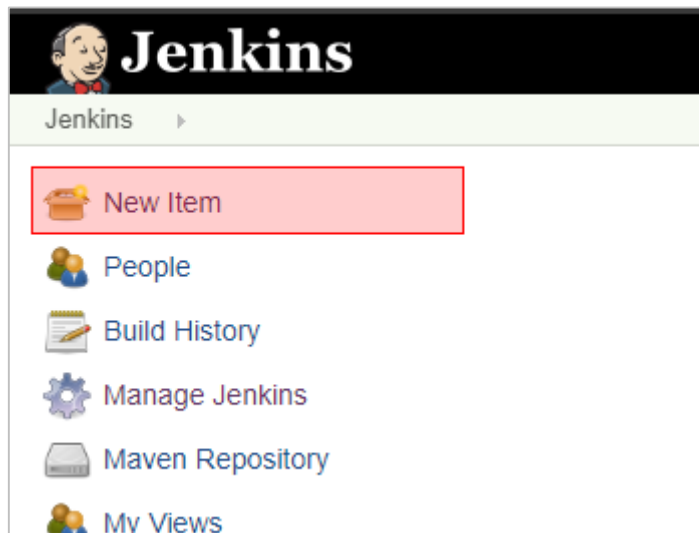 Jenkins
Jenkins
New Item
People
Build History
Manage Jenkins
Maven Repository
My Views